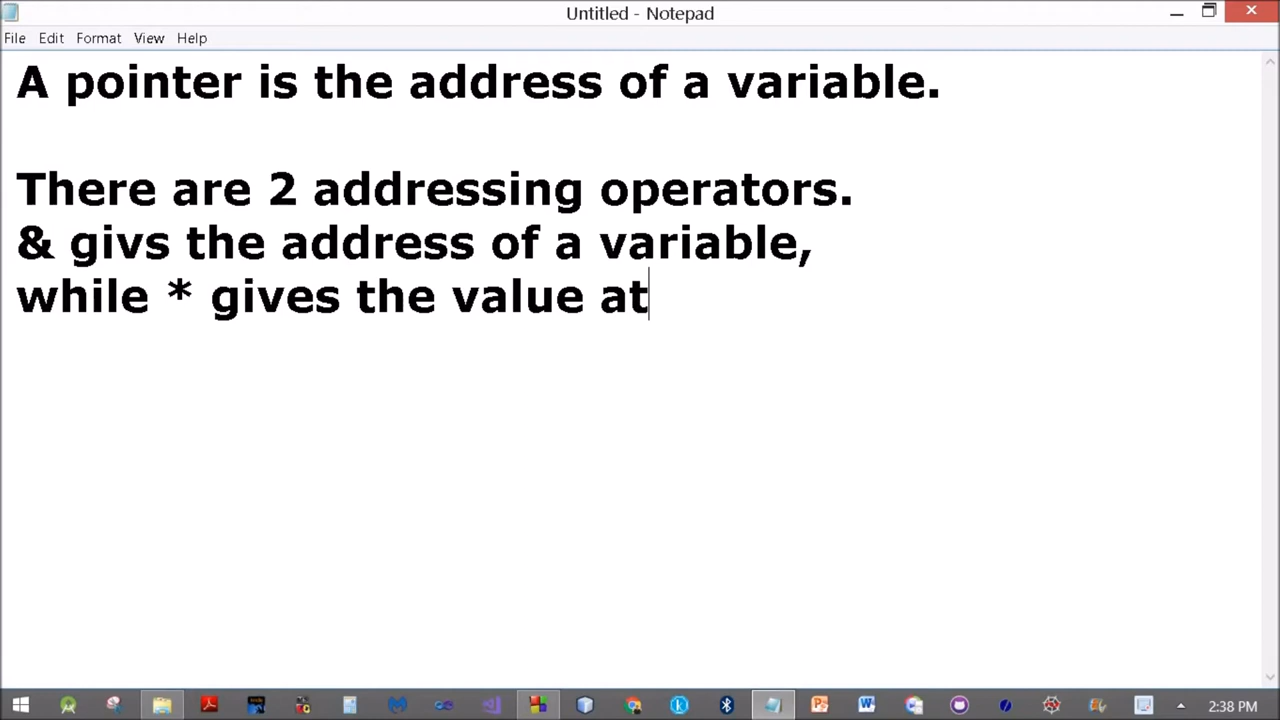 Untitled - Notepad
File Edit Format View Help
A pointer is the address of a variable.
There are 2 addressing operators.
& givs the address of a variable,
while * gives the value at
2:38 PM